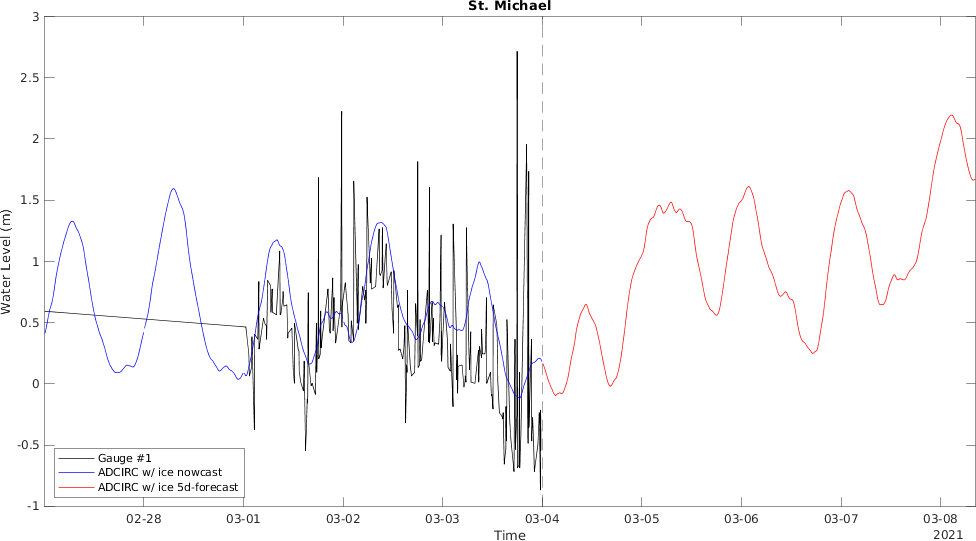 St. Michael
3
2.5
2
1.5
1
0.5
0
-0.5
-1
Water Level (m)
Gauge #1
ADCIRC w/ ice nowcast
ADCIRC w/ ice 5d-forecast
02-28 03-01 03-02 03-03 03-04 03-05 03-06 03-07 03-08
2021
Time